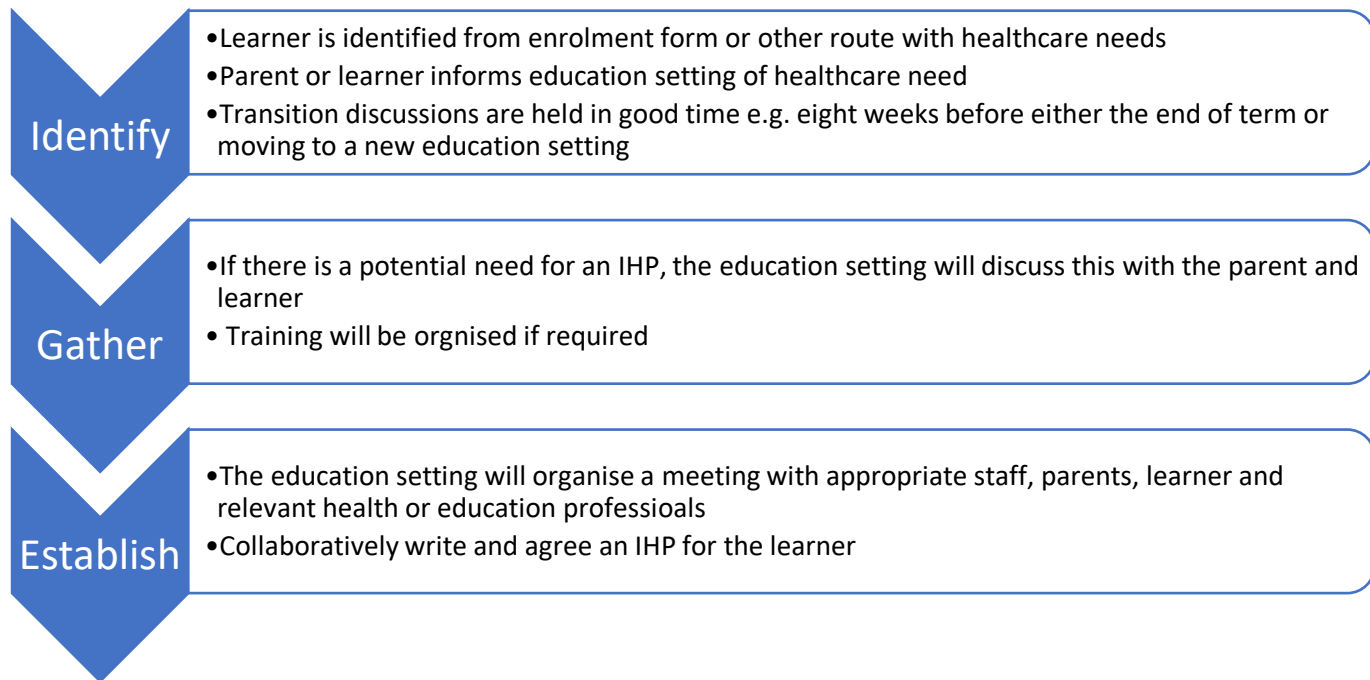 Identify
•Learner is identified from enrolment form or other route with healthcare needs
•Parent or learner informs education setting of healthcare need
•Transition discussions are held in good time e.g. eight weeks before either the end of term or
moving to a new education setting
Gather
•If there is a potential need for an IHP, the education setting will discuss this with the parent and
learner
• Training will be orgnised if required
Establish
•The education setting will organise a meeting with appropriate staff, parents, learner and
relevant health or education professioals
•Collaboratively write and agree an IHP for the learner